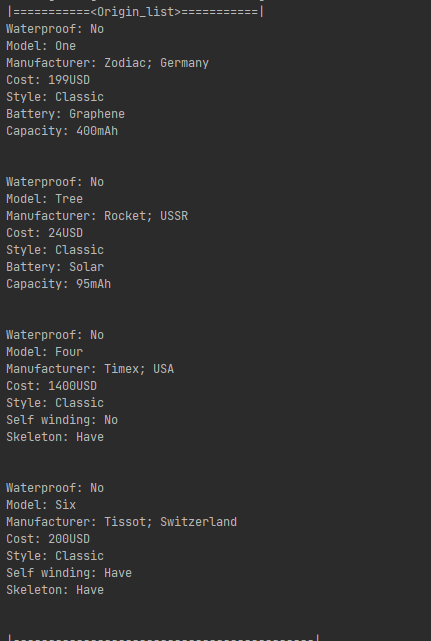 |===========<Origin_list>===========|
Waterproof: No
Model: One
Manufacturer: Zodiac; Germany
Cost: 199USD
Style: Classic
Battery: Graphene
Capacity: 400mAh
Waterproof: No
Model: Tree
Manufacturer: Rocket; USSR
Cost: 24USD
Style: Classic
Battery: Solar
Capacity: 95mAh
Waterproof: No
Model: Four
Manufacturer: Timex; USA
Cost: 1400USD
Style: Classic
Self winding: No
Skeleton: Have
Waterproof: No
Model: Six
Manufacturer: Tissot; Switzerland
Cost: 200USD
Style: Classic
Self winding: Have
Skeleton: Have